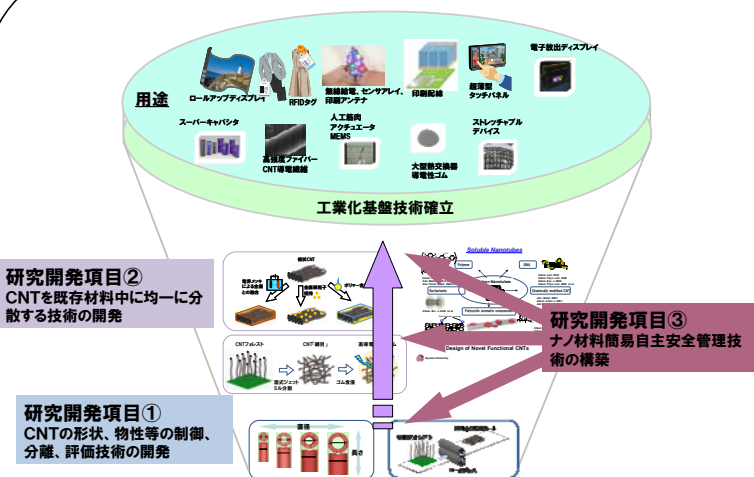 用途
ロールアップディスプレイ
RFIDタグ
無線給電、センサアレイ、
印刷アンテナ
印刷配線
超薄型
タッチパネル
電子放出ディスプレイ
スーパーキャパシタ
高強度ファイバー
CNT導電繊維
人工筋肉
アクチュエータ
MEMS
大型熱交換器
導電性ゴム
ストレッチャブル
デバイス
工業化基盤技術確立
研究開発項目②
CNTを既存材料中に均一に分
散する技術の開発
Soluble Nanotubes
Polymer
DNA
Surfactants
Chemically modified CNT
Polycyclic aromatic compounds
Design of Novel Functional CNTs
CNTフォレスト
ゴム含浸
研究開発項目③
ナノ材料簡易自主安全管理技
術の構築
研究開発項目①
CNTの形状、物性等の制御、
分離、評価技術の開発
直径
長さ